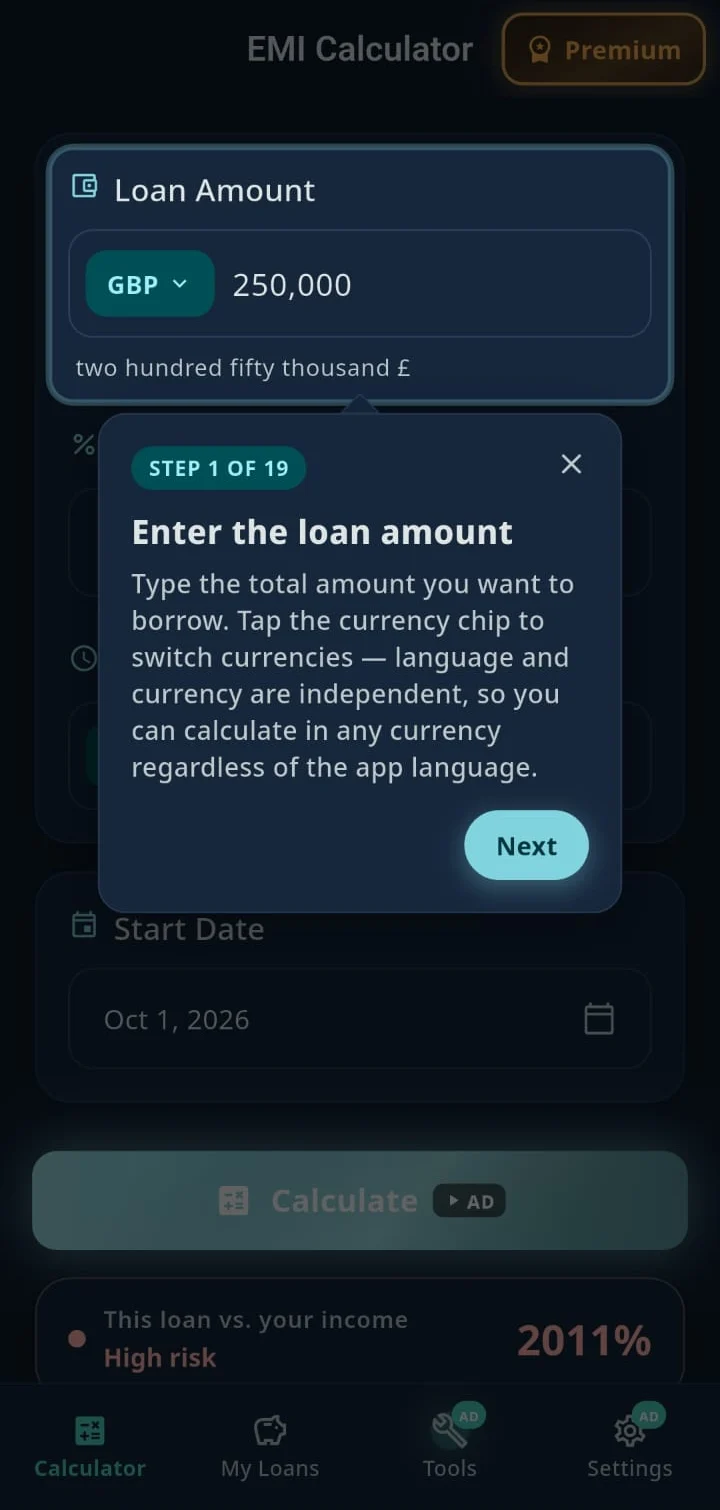 EMI Calculator
Premium
Loan Amount
GBP
250,000
two hundred fifty thousand £
%
STEP 1 OF 19
Enter the loan amount
Type the total amount you want to
borrow. Tap the currency chip to
switch currencies — language and
currency are independent, so you
can calculate in any currency
regardless of the app language.
Next
Start Date
Oct 1, 2026
Calculate
AD
This loan vs. your income
High risk
2011%
AD
AD
Calculator
My Loans
Tools
Settings